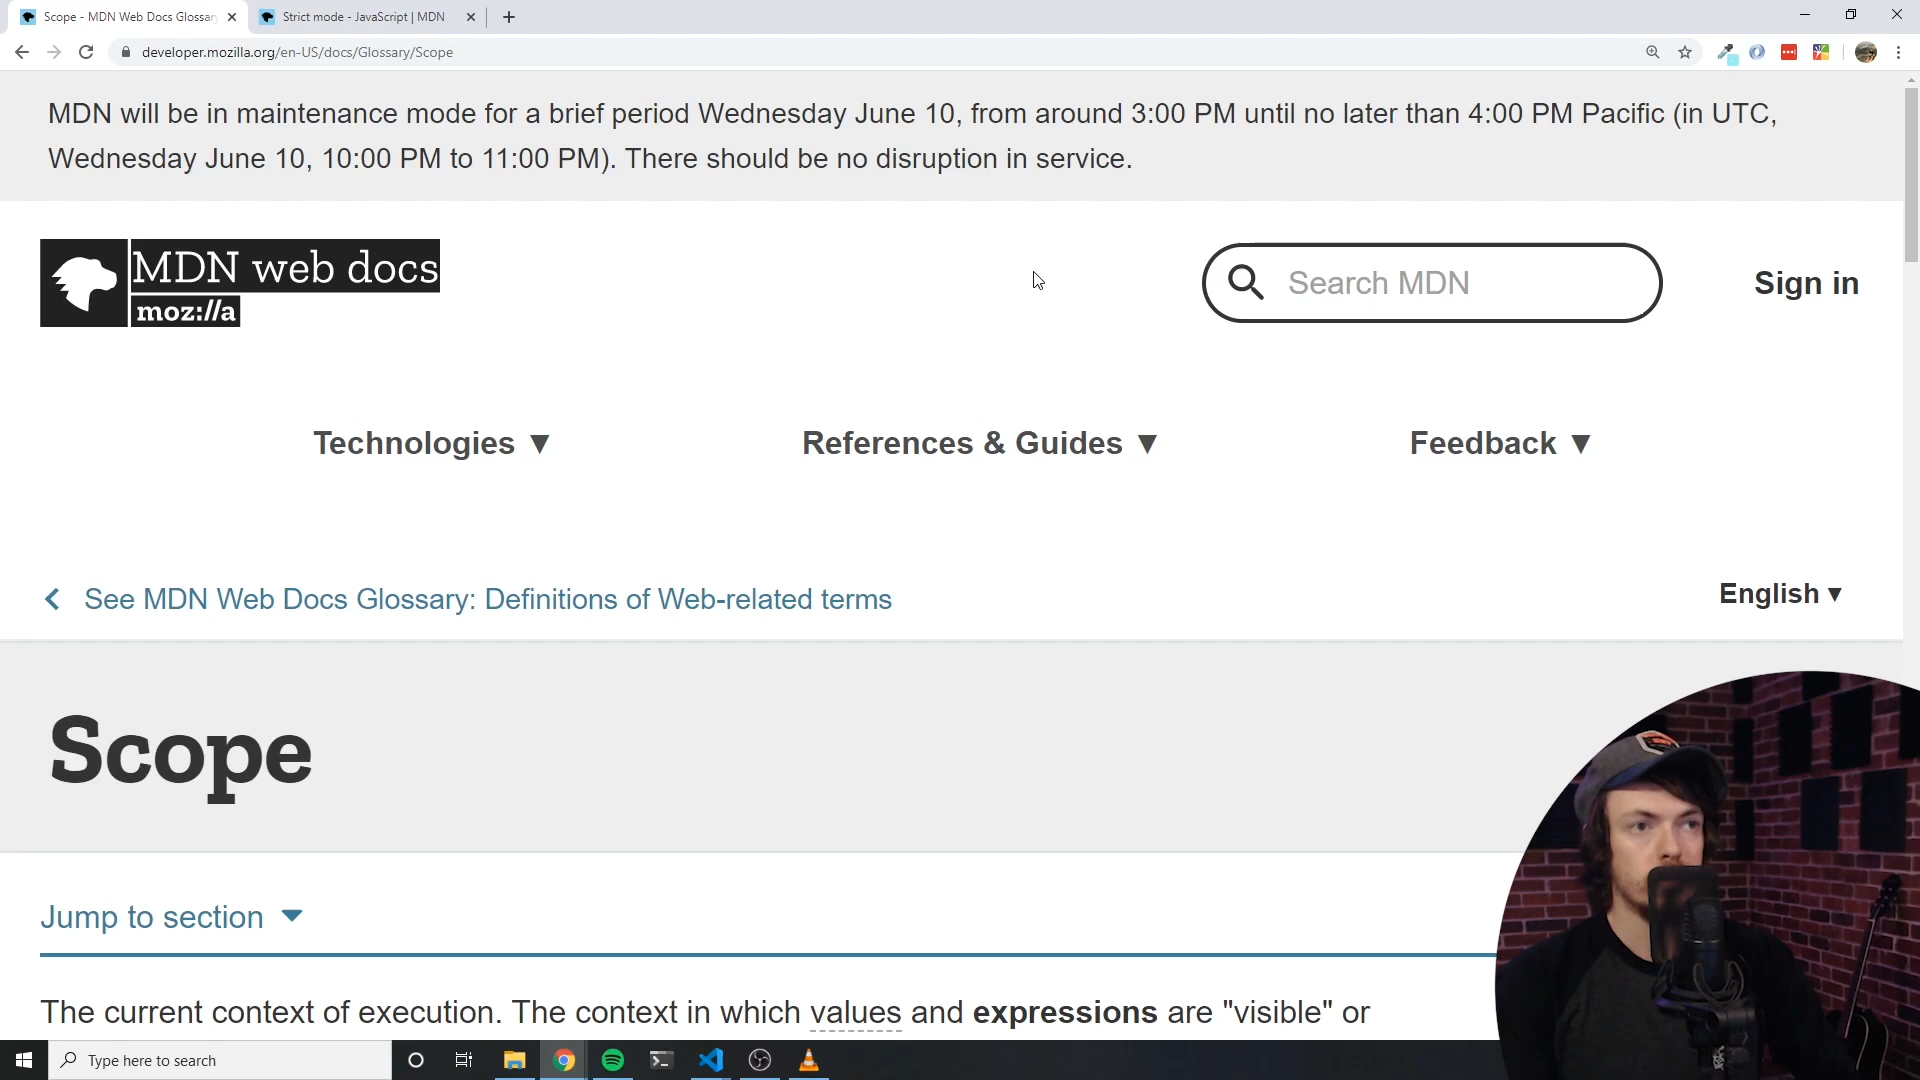 Scope - MDN Web Docs Glossar
Strict mode - JavaScript | MDN
developer.mozilla.org/en-US/docs/Glossary/Scope
MDN will be in maintenance mode for a brief period Wednesday June 10, from around 3:00 PM until no later than 4:00 PM Pacific (in UTC,
Wednesday June 10, 10:00 PM to 11:00 PM). There should be no disruption in service.
MDN web docs
moz://a
Search MDN
Sign in
Technologies ▼
References & Guides ▼
Feedback ▼
See MDN Web Docs Glossary: Definitions of Web-related terms
English ▼
Scope
Jump to section
The current context of execution. The context in which values and expressions are "visible" or
Type here to search